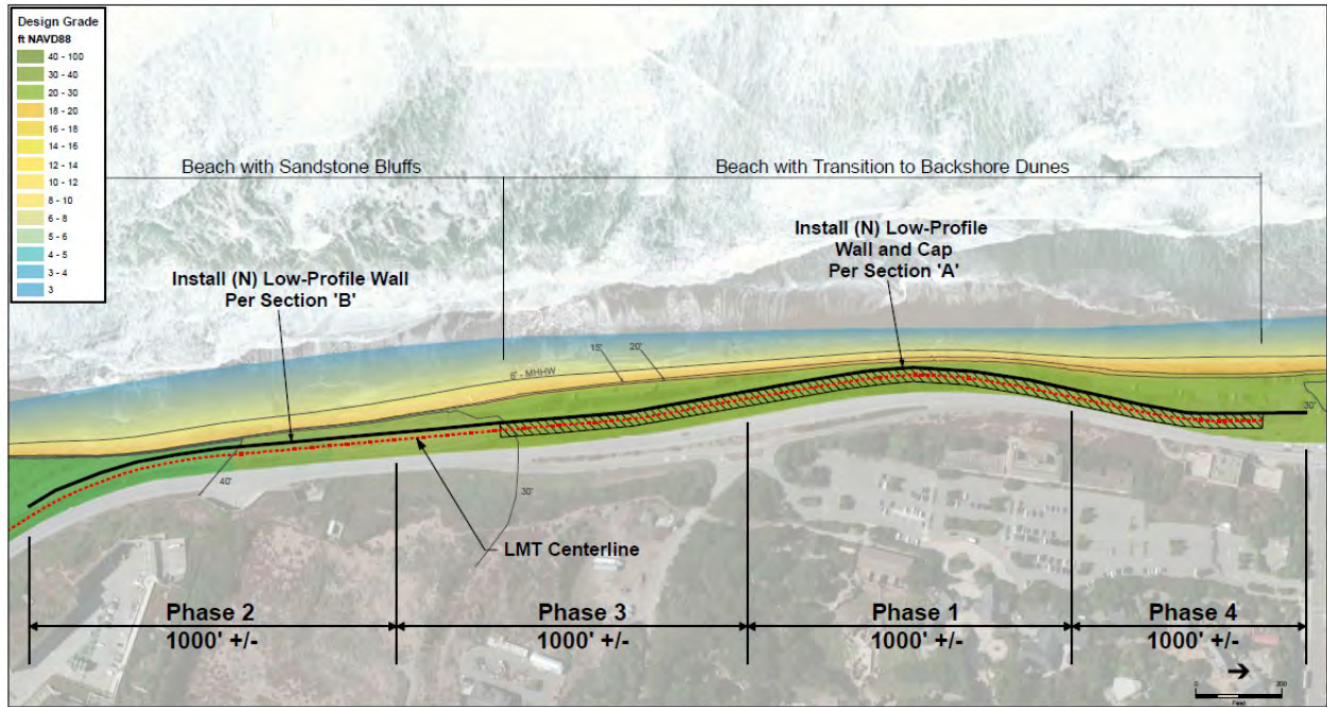 Design Grade
ft NAVD88
40 - 100
30 - 40
20 - 30
18 - 20
16 - 18
14 - 16
12 - 14
10 - 12
8 - 10
6 - 8
5 - 6
4 - 5
3 - 4
3
Beach with Sandstone Bluffs
Beach with Transition to Backshore Dunes
Install (N) Low-Profile
Wall and Cap
Per Section 'A'
Install (N) Low-Profile Wall
Per Section 'B'
15'
20'
6' - MHHW
30'
40'
30'
LMT Centerline
Phase 2
1000' +/-
Phase 3
1000' +/-
Phase 1
1000' +/-
Phase 4
1000' +/-
0
200
Feet